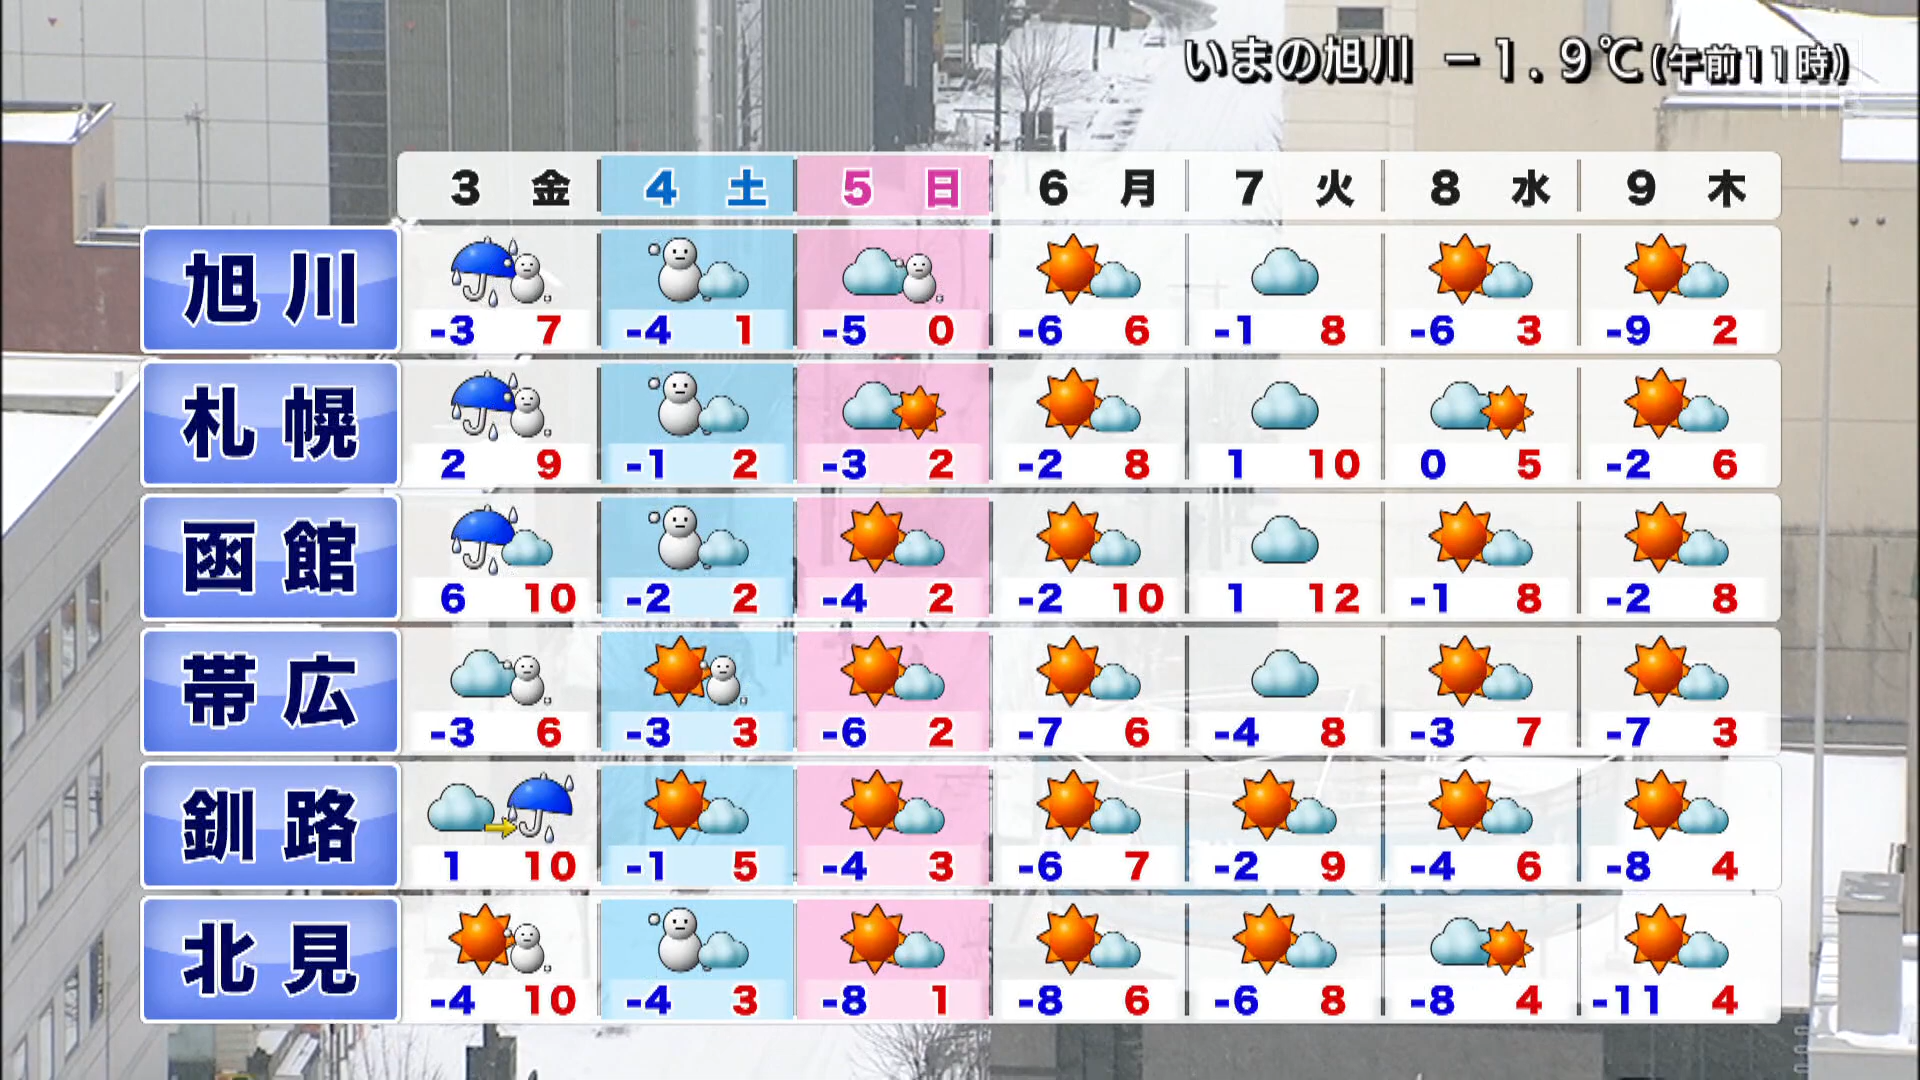 いまの旭川 －1.9℃(午前11時)
3 金 4 土 5 日 6 月 7 火 8 水 9 木
旭川
-3 7 -4 1 -5 0 -6 6 -1 8 -6 3 -9 2
札幌
2 9 -1 2 -3 2 -2 8 1 10 0 5 -2 6
函館
6 10 -2 2 -4 2 -2 10 1 12 -1 8 -2 8
帯広
-3 6 -3 3 -6 2 -7 6 -4 8 -3 7 -7 3
釧路
1 10 -1 5 -4 3 -6 7 -2 9 -4 6 -8 4
北見
-4 10 -4 3 -8 1 -8 6 -6 8 -8 4 -11 4